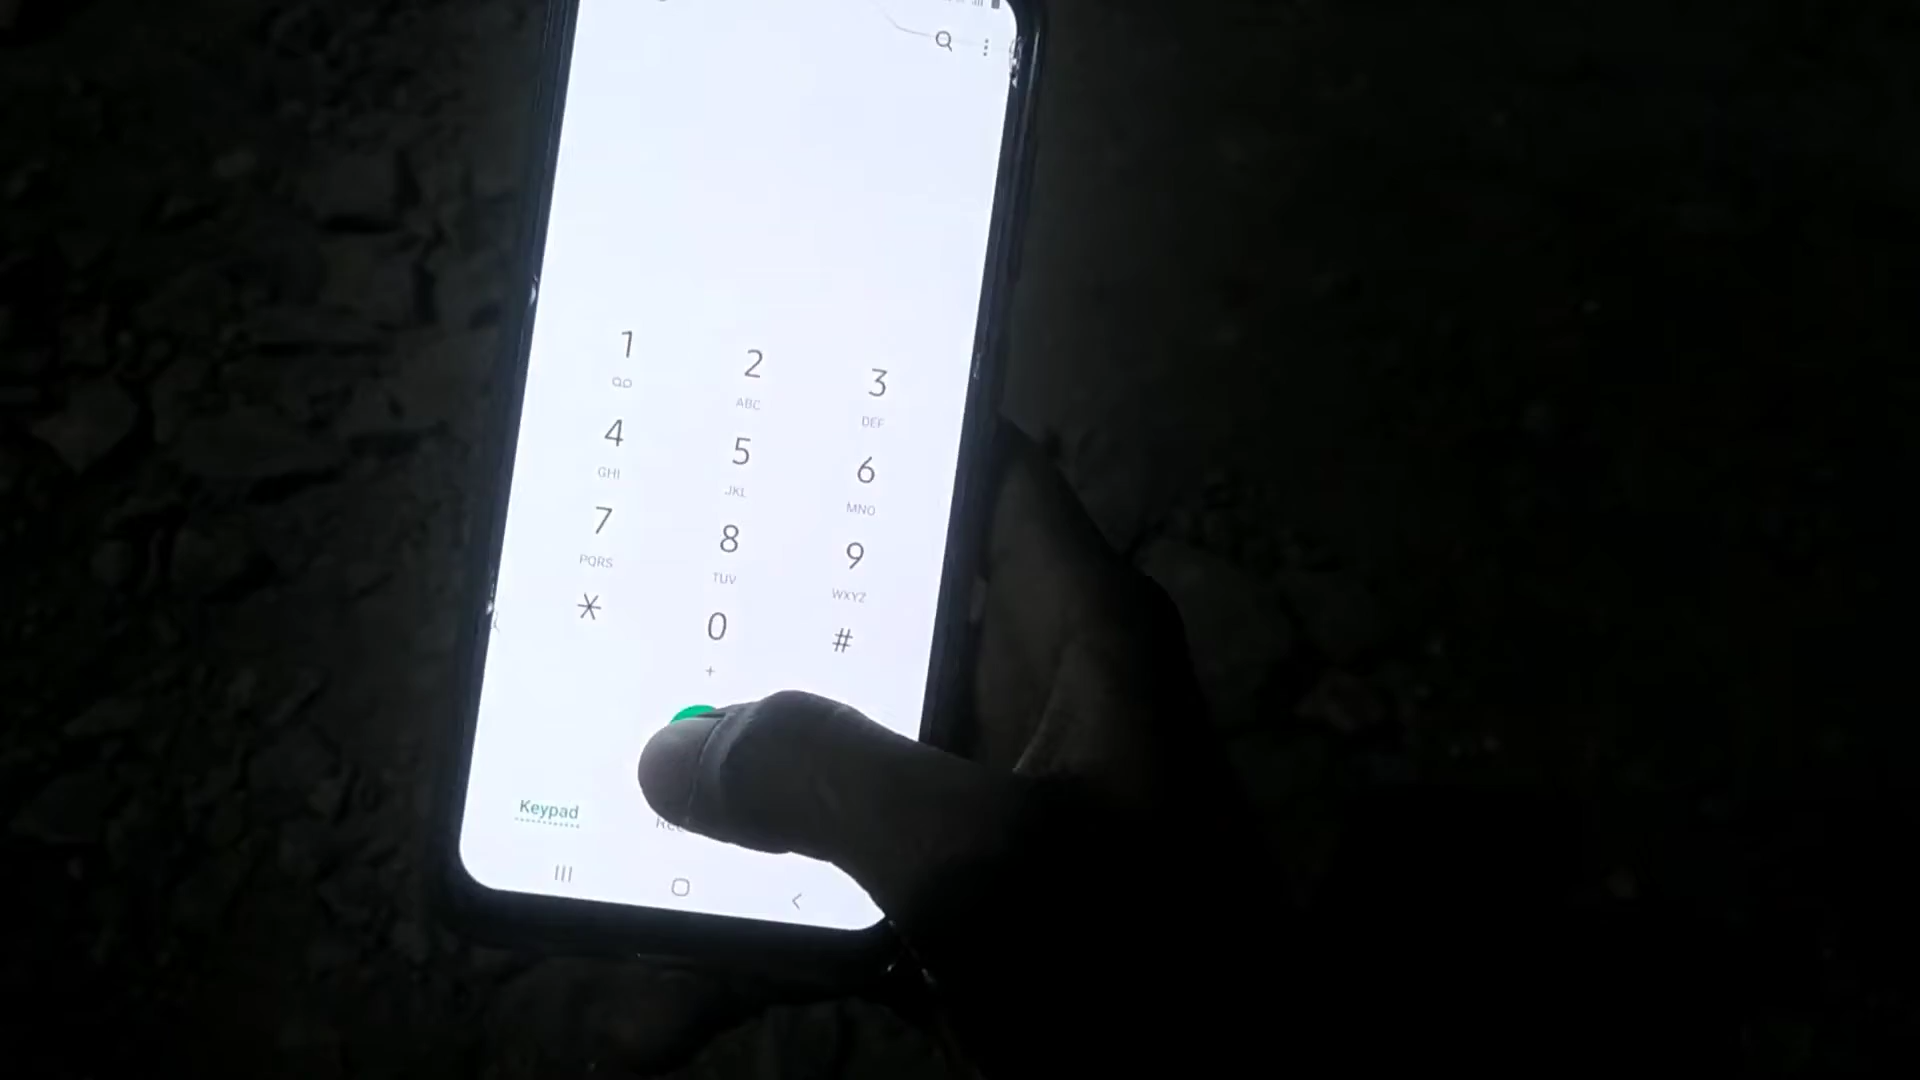 1 2 3
ABC DEF
4 5 6
GHI JKL MNO
7 8 9
PQRS TUV WXYZ
* 0 #
+
Keypad